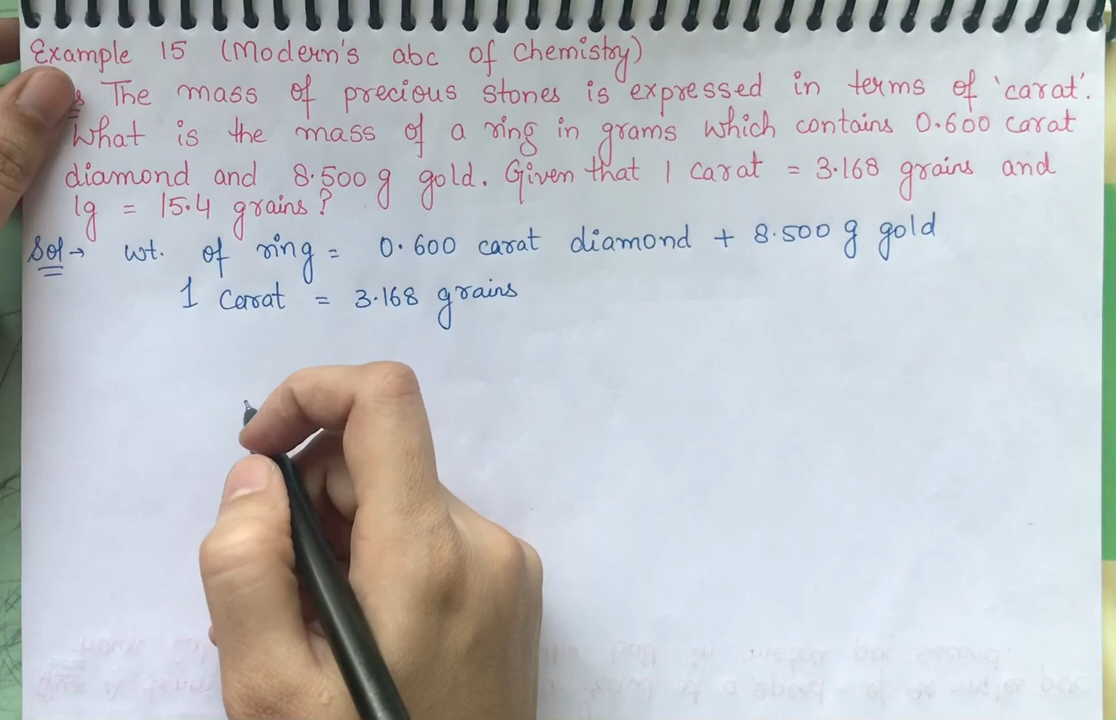 Example 15 (Modern's abc of Chemistry)
The mass of precious stones is expressed in terms of 'carat'.
What is the mass of a ring in grams which contains 0.600 carat
diamond and 8.500 g gold. Given that 1 carat = 3.168 grains and
1g = 15.4 grains?
Sol→ wt. of ring = 0.600 carat diamond + 8.500 g gold
1 Carat = 3.168 grains